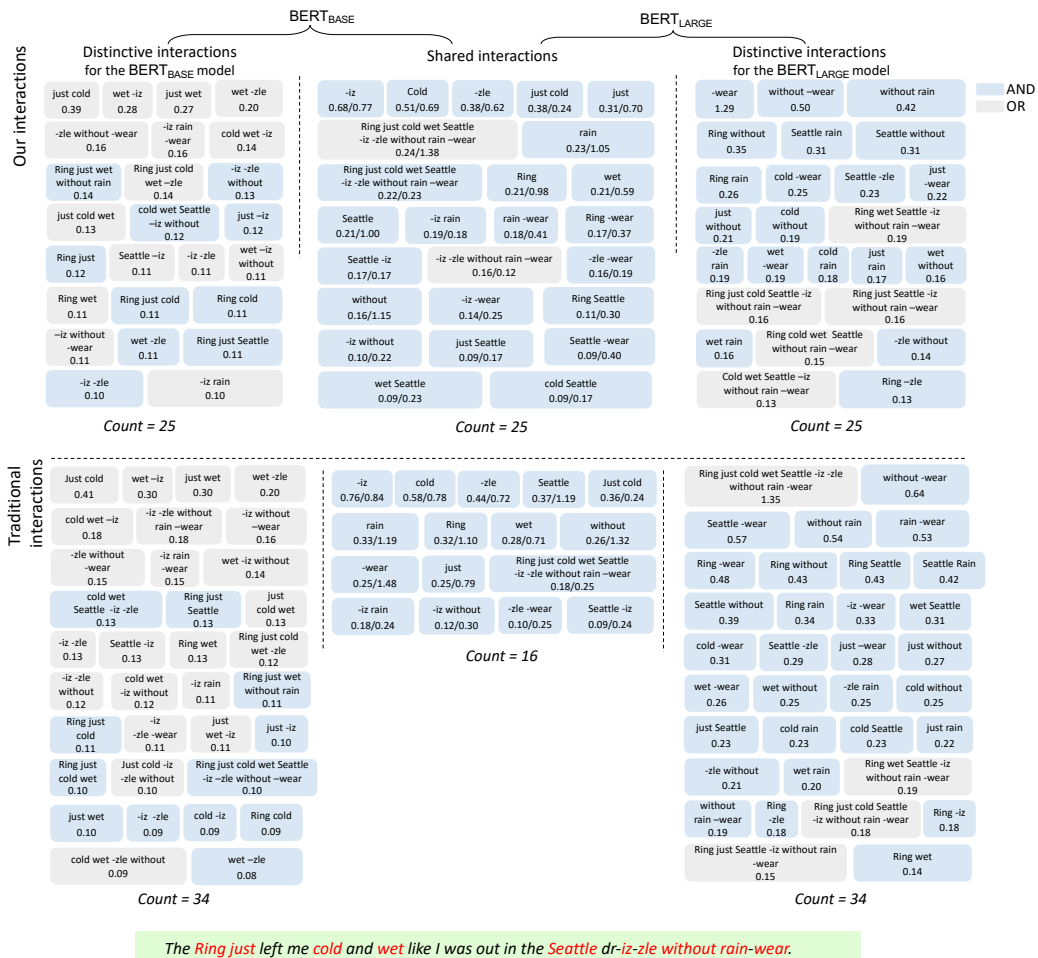 BERT_BASE
BERT_LARGE
Our interactions
Distinctive interactions
for the BERT_BASE model
Shared interactions
Distinctive interactions
for the BERT_LARGE model
AND
OR
just cold
0.39
wet -iz
0.28
just wet
0.27
wet -zle
0.20
-zle without -wear
0.16
-iz rain
-wear
0.16
cold wet -iz
0.14
Ring just wet
without rain
0.14
Ring just cold
wet –zle
0.14
-iz -zle
without
0.13
just cold wet
0.13
cold wet Seattle
–iz without
0.12
just –iz
0.12
Ring just
0.12
Seattle –iz
0.11
-iz -zle
0.11
wet –iz
without
0.11
Ring wet
0.11
Ring just cold
0.11
Ring cold
0.11
–iz without
-wear
0.11
wet -zle
0.11
Ring just Seattle
0.11
-iz -zle
0.10
-iz rain
0.10
Count = 25
-iz
0.68/0.77
Cold
0.51/0.69
-zle
0.38/0.62
just cold
0.38/0.24
just
0.31/0.70
Ring just cold wet Seattle
-iz -zle without rain –wear
0.24/1.38
rain
0.23/1.05
Ring just cold wet Seattle
-iz -zle without rain –wear
0.22/0.23
Ring
0.21/0.98
wet
0.21/0.59
Seattle
0.21/1.00
-iz rain
0.19/0.18
rain -wear
0.18/0.41
Ring -wear
0.17/0.37
Seattle -iz
0.17/0.17
-iz -zle without rain –wear
0.16/0.12
-zle -wear
0.16/0.19
without
0.16/1.15
-iz -wear
0.14/0.25
Ring Seattle
0.11/0.30
-iz without
0.10/0.22
just Seattle
0.09/0.17
Seattle -wear
0.09/0.40
wet Seattle
0.09/0.23
cold Seattle
0.09/0.17
Count = 25
-wear
1.29
without –wear
0.50
without rain
0.42
Ring without
0.35
Seattle rain
0.31
Seattle without
0.31
Ring rain
0.26
cold -wear
0.25
Seattle -zle
0.23
just
-wear
0.22
just
without
0.21
cold
without
0.19
Ring wet Seattle -iz
without rain –wear
0.19
-zle
rain
0.19
wet
-wear
0.19
cold
rain
0.18
just
rain
0.17
wet
without
0.16
Ring just cold Seattle -iz
without rain –wear
0.16
Ring just Seattle -iz
without rain –wear
0.16
wet rain
0.16
Ring cold wet Seattle
without rain –wear
0.15
-zle without
0.14
Cold wet Seattle –iz
without rain –wear
0.13
Ring –zle
0.13
Count = 25
Traditional
interactions
Just cold
0.41
wet –iz
0.30
just wet
0.30
wet -zle
0.20
cold wet –iz
0.18
-iz -zle without
rain –wear
0.18
-iz without
–wear
0.16
-zle without
-wear
0.15
-iz rain
-wear
0.15
wet -iz without
0.14
cold wet
Seattle -iz -zle
0.13
Ring just
Seattle
0.13
just
cold wet
0.13
-iz -zle
0.13
Seattle -iz
0.13
Ring wet
0.13
Ring just cold
wet -zle
0.12
-iz -zle
without
0.12
cold wet
-iz without
0.12
-iz rain
0.11
Ring just wet
without rain
0.11
Ring just
cold
0.11
-iz
-zle -wear
0.11
just
wet -iz
0.11
just -iz
0.10
Ring just
cold wet
0.10
Just cold -iz
-zle without
0.10
Ring just cold wet Seattle
-iz –zle without –wear
0.10
just wet
0.10
-iz -zle
0.09
cold -iz
0.09
Ring cold
0.09
cold wet -zle without
0.09
wet –zle
0.08
Count = 34
-iz
0.76/0.84
cold
0.58/0.78
-zle
0.44/0.72
Seattle
0.37/1.19
Just cold
0.36/0.24
rain
0.33/1.19
Ring
0.32/1.10
wet
0.28/0.71
without
0.26/1.32
-wear
0.25/1.48
just
0.25/0.79
Ring just cold wet Seattle
-iz -zle without rain –wear
0.18/0.25
-iz rain
0.18/0.24
-iz without
0.12/0.30
-zle -wear
0.10/0.25
Seattle -iz
0.09/0.24
Count = 16
Ring just cold wet Seattle -iz -zle
without rain -wear
1.35
without -wear
0.64
Seattle -wear
0.57
without rain
0.54
rain -wear
0.53
Ring -wear
0.48
Ring without
0.43
Ring Seattle
0.43
Seattle Rain
0.42
Seattle without
0.39
Ring rain
0.34
-iz -wear
0.33
wet Seattle
0.31
cold -wear
0.31
Seattle -zle
0.29
just –wear
0.28
just without
0.27
wet -wear
0.26
wet without
0.25
-zle rain
0.25
cold without
0.25
just Seattle
0.23
cold rain
0.23
cold Seattle
0.23
just rain
0.22
-zle without
0.21
wet rain
0.20
Ring wet Seattle -iz
without rain -wear
0.19
without
rain –wear
0.19
Ring
-zle
0.18
Ring just cold Seattle
-iz without rain -wear
0.18
Ring -iz
0.18
Ring just Seattle -iz without rain
-wear
0.15
Ring wet
0.14
Count = 34
The Ring just left me cold and wet like I was out in the Seattle dr-iz-zle without rain-wear.